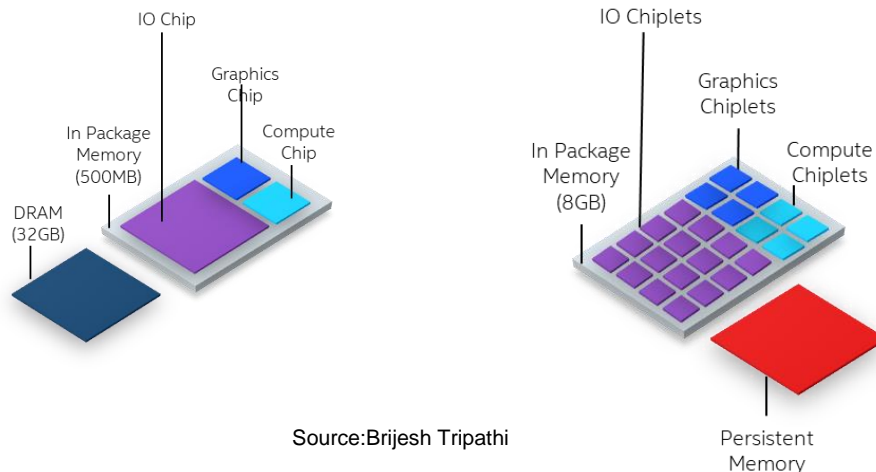 IO Chip
Graphics
Chip
In Package
Memory
(500MB)
Compute
Chip
DRAM
(32GB)
IO Chiplets
Graphics
Chiplets
In Package
Memory
(8GB)
Compute
Chiplets
Source:Brijesh Tripathi
Persistent
Memory